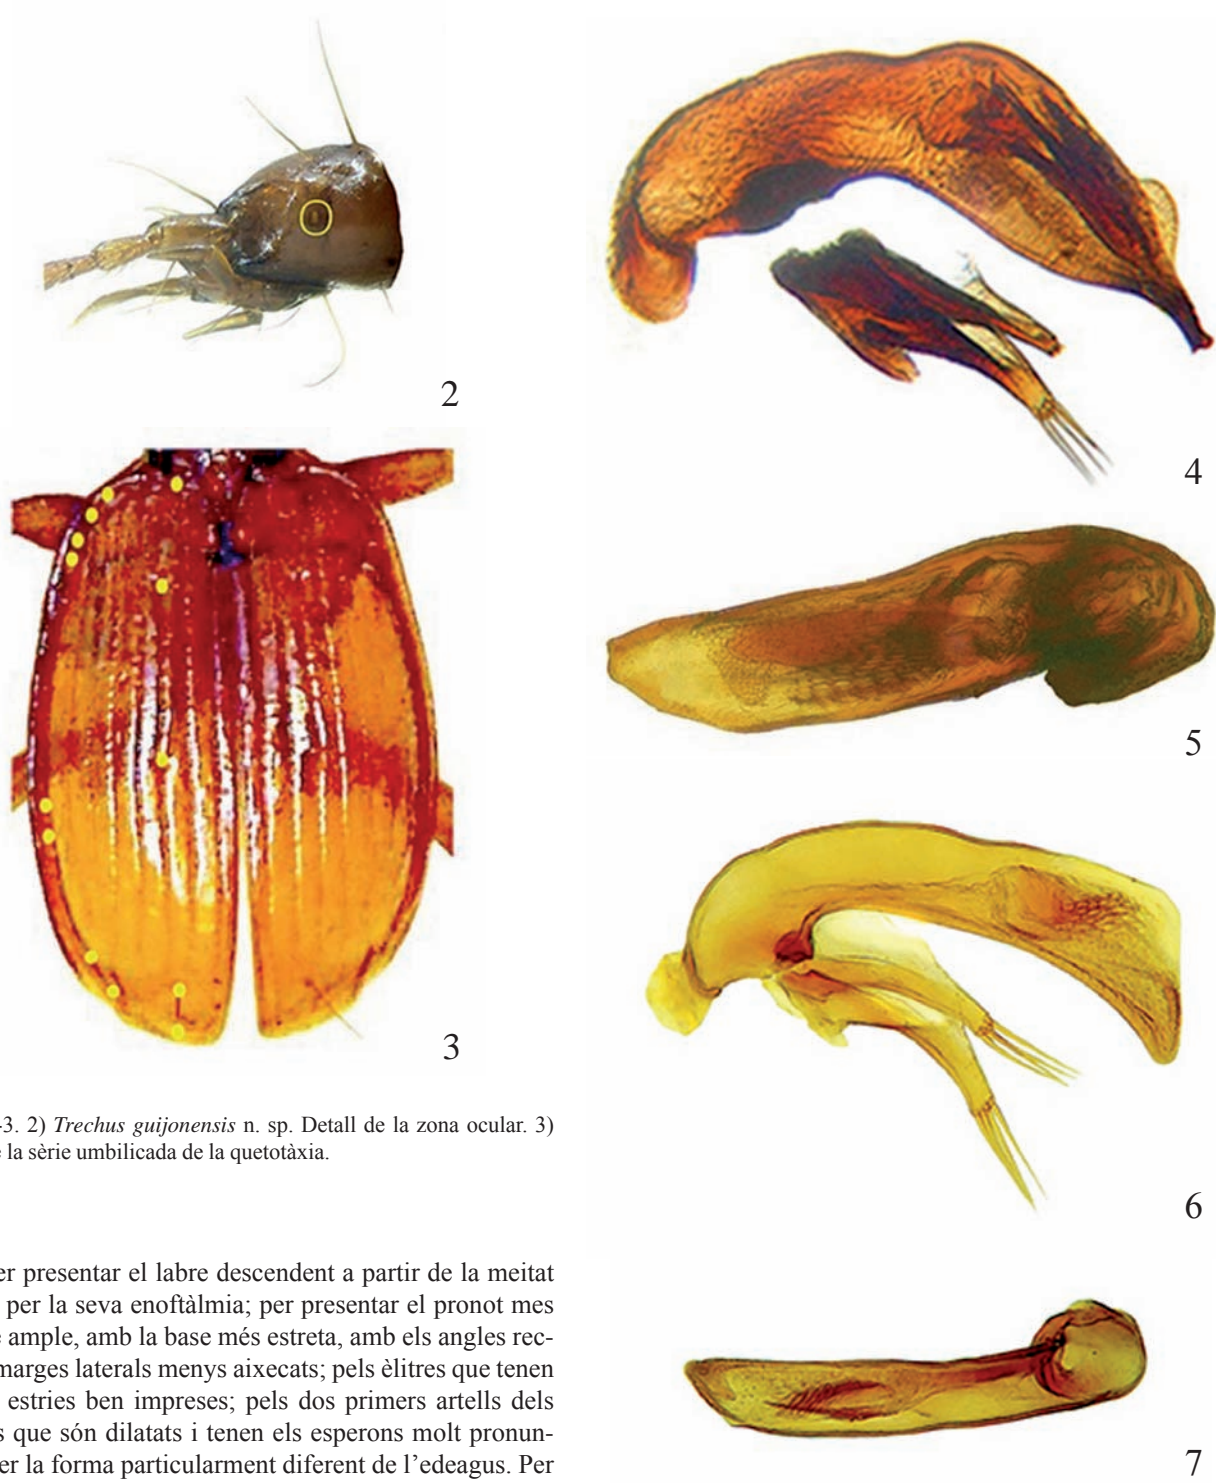 2
3
4
5
6
7
-3. 2) Trechus guijonensis n. sp. Detall de la zona ocular. 3)
la sèrie umbilicada de la quetotàxia.
presentar el labre descendent a partir de la meitat
per la seva enoftàlmia; per presentar el pronot mes
ample, amb la base més estreta, amb els angles rec-
marges laterals menys aixecats; pels èlitres que tenen
estries ben impreses; pels dos primers artells dels
que són dilatats i tenen els esperons molt pronun-
la forma particularment diferent de l’edeagus. Per